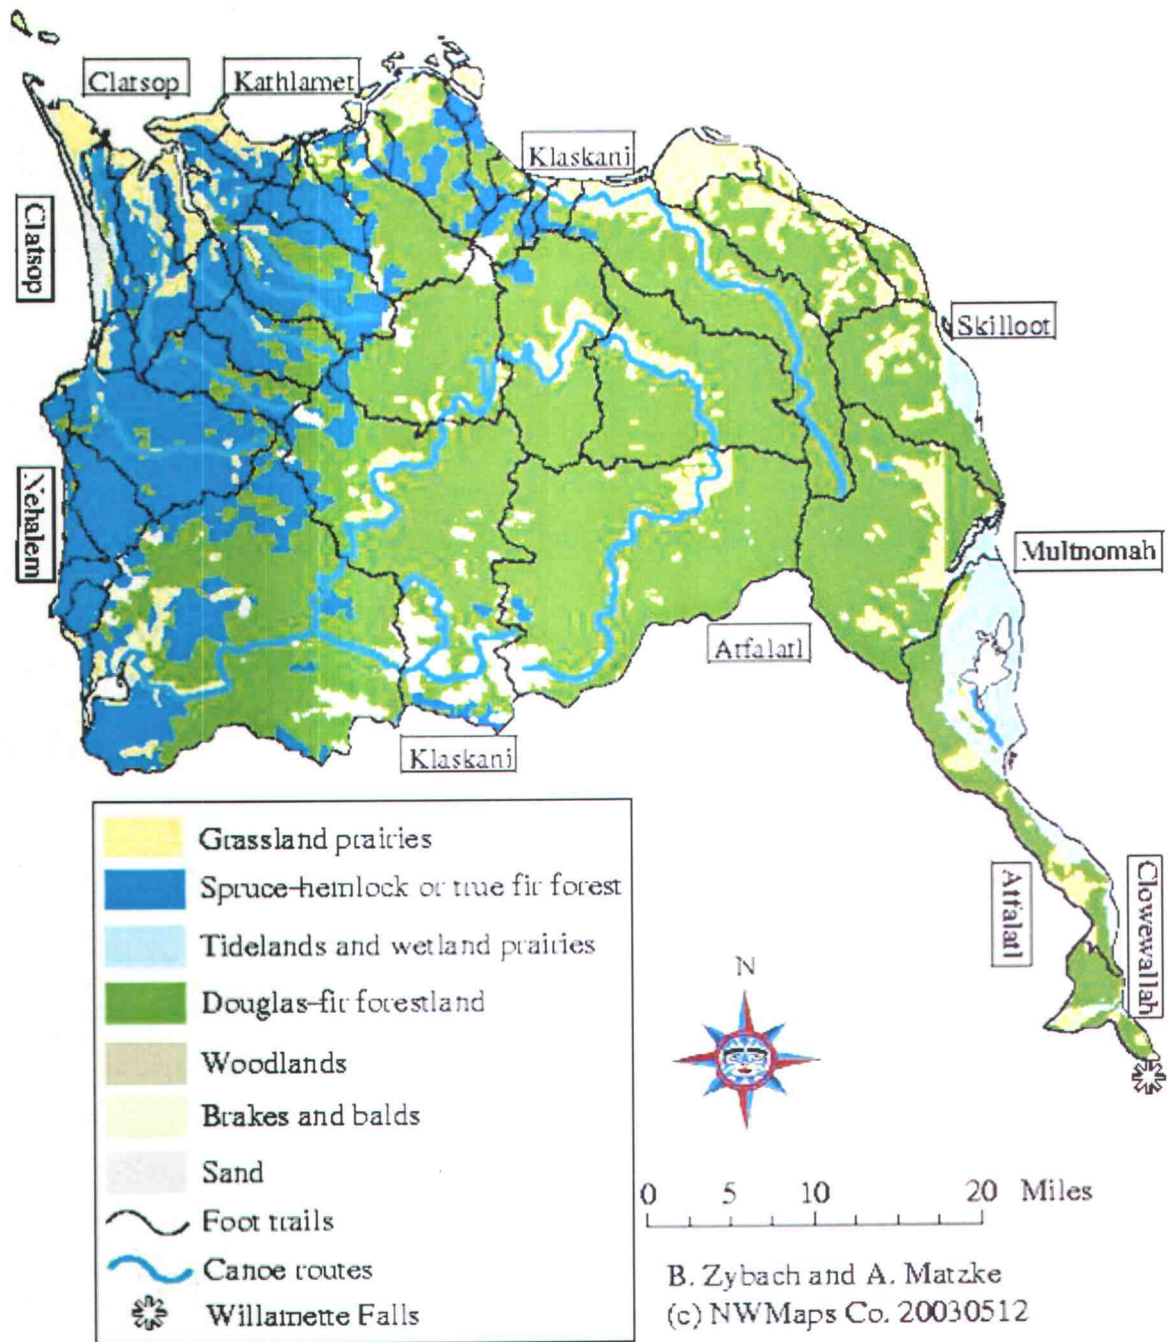 Clatsop
Kathlamet
Klaskani
Clatsop
Skilloot
Nehalem
Multnomah
Atfalatl
Klaskani
Grassland prairies
Spruce-hemlock or true fir forest
Tidelands and wetland prairies
Douglas-fir forestland
Woodlands
Brakes and balds
Sand
Foot trails
Canoe routes
Willamette Falls
Atfalatl
Clowewallah
N
0 5 10 20 Miles
B. Zybach and A. Matzke
(c) NWMaps Co. 20030512